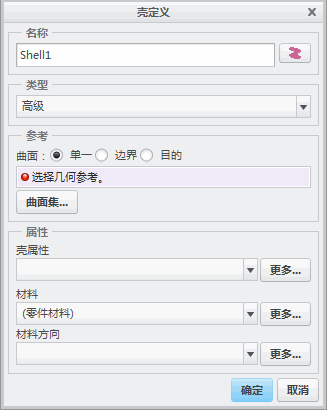 壳定义
名称
Shell1
类型
高级
参考
曲面： 单一 边界 目的
选择几何参考。
曲面集...
属性
壳属性
更多...
材料
(零件材料) 更多...
材料方向
更多...
确定 取消